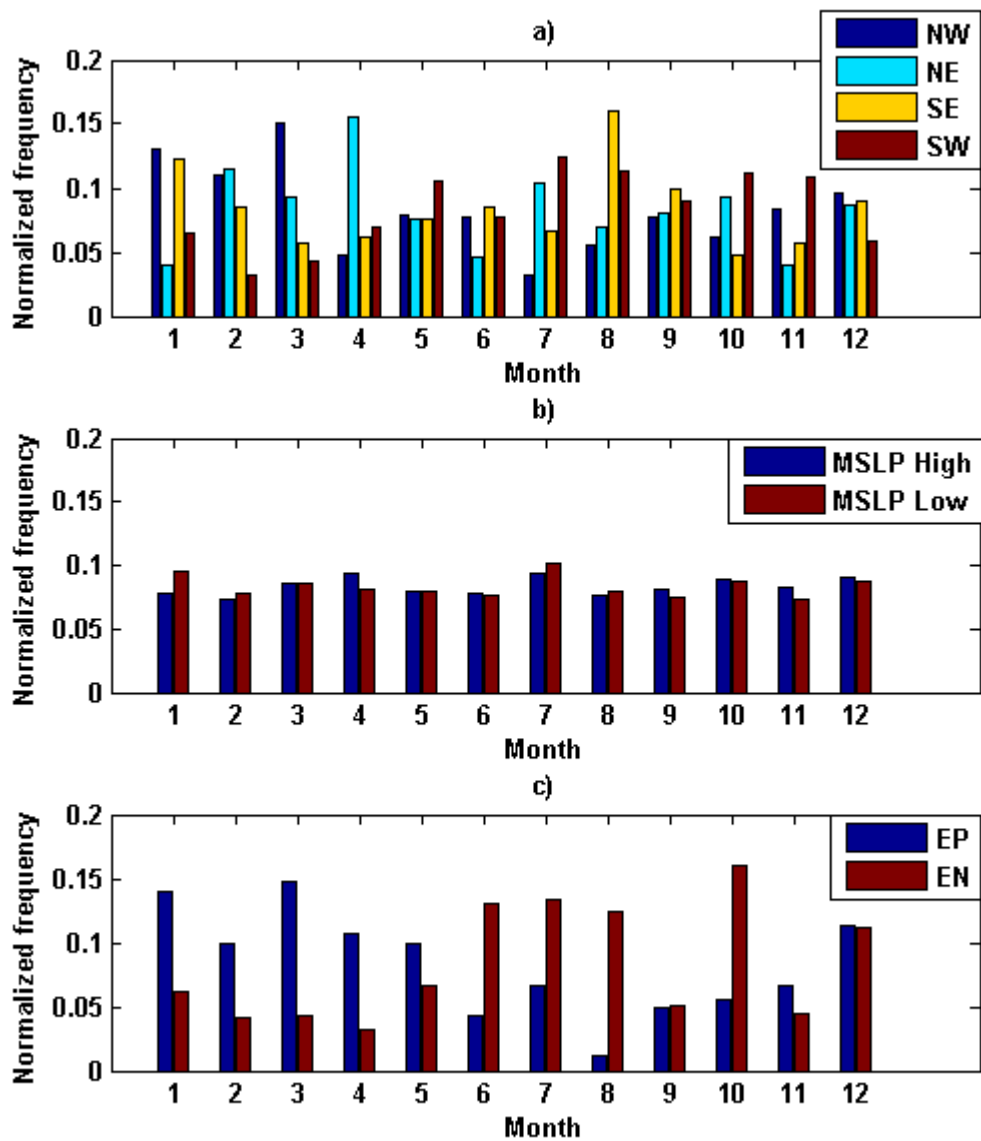 a)
NW
NE
SE
SW
Normalized frequency
0.2
0.15
0.1
0.05
0
1 2 3 4 5 6 7 8 9 10 11 12
Month
b)
MSLP High
MSLP Low
Normalized frequency
0.2
0.15
0.1
0.05
0
1 2 3 4 5 6 7 8 9 10 11 12
Month
c)
EP
EN
Normalized frequency
0.2
0.15
0.1
0.05
0
1 2 3 4 5 6 7 8 9 10 11 12
Month